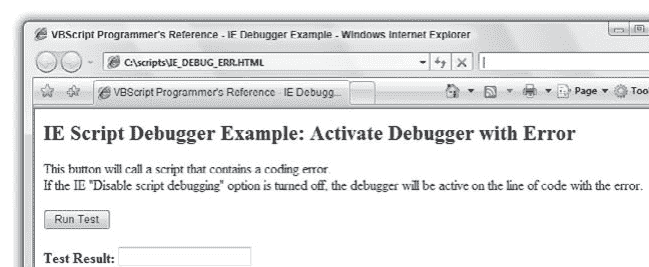 VBScript Programmer's Reference - IE Debugger Example - Windows Internet Explorer
C:\scripts\IE_DEBUG_ERR.HTML
VBScript Programmer's Reference - IE Debugg...
Page
Too
IE Script Debugger Example: Activate Debugger with Error
This button will call a script that contains a coding error.
If the IE "Disable script debugging" option is turned off, the debugger will be active on the line of code with the error.
Run Test
Test Result: